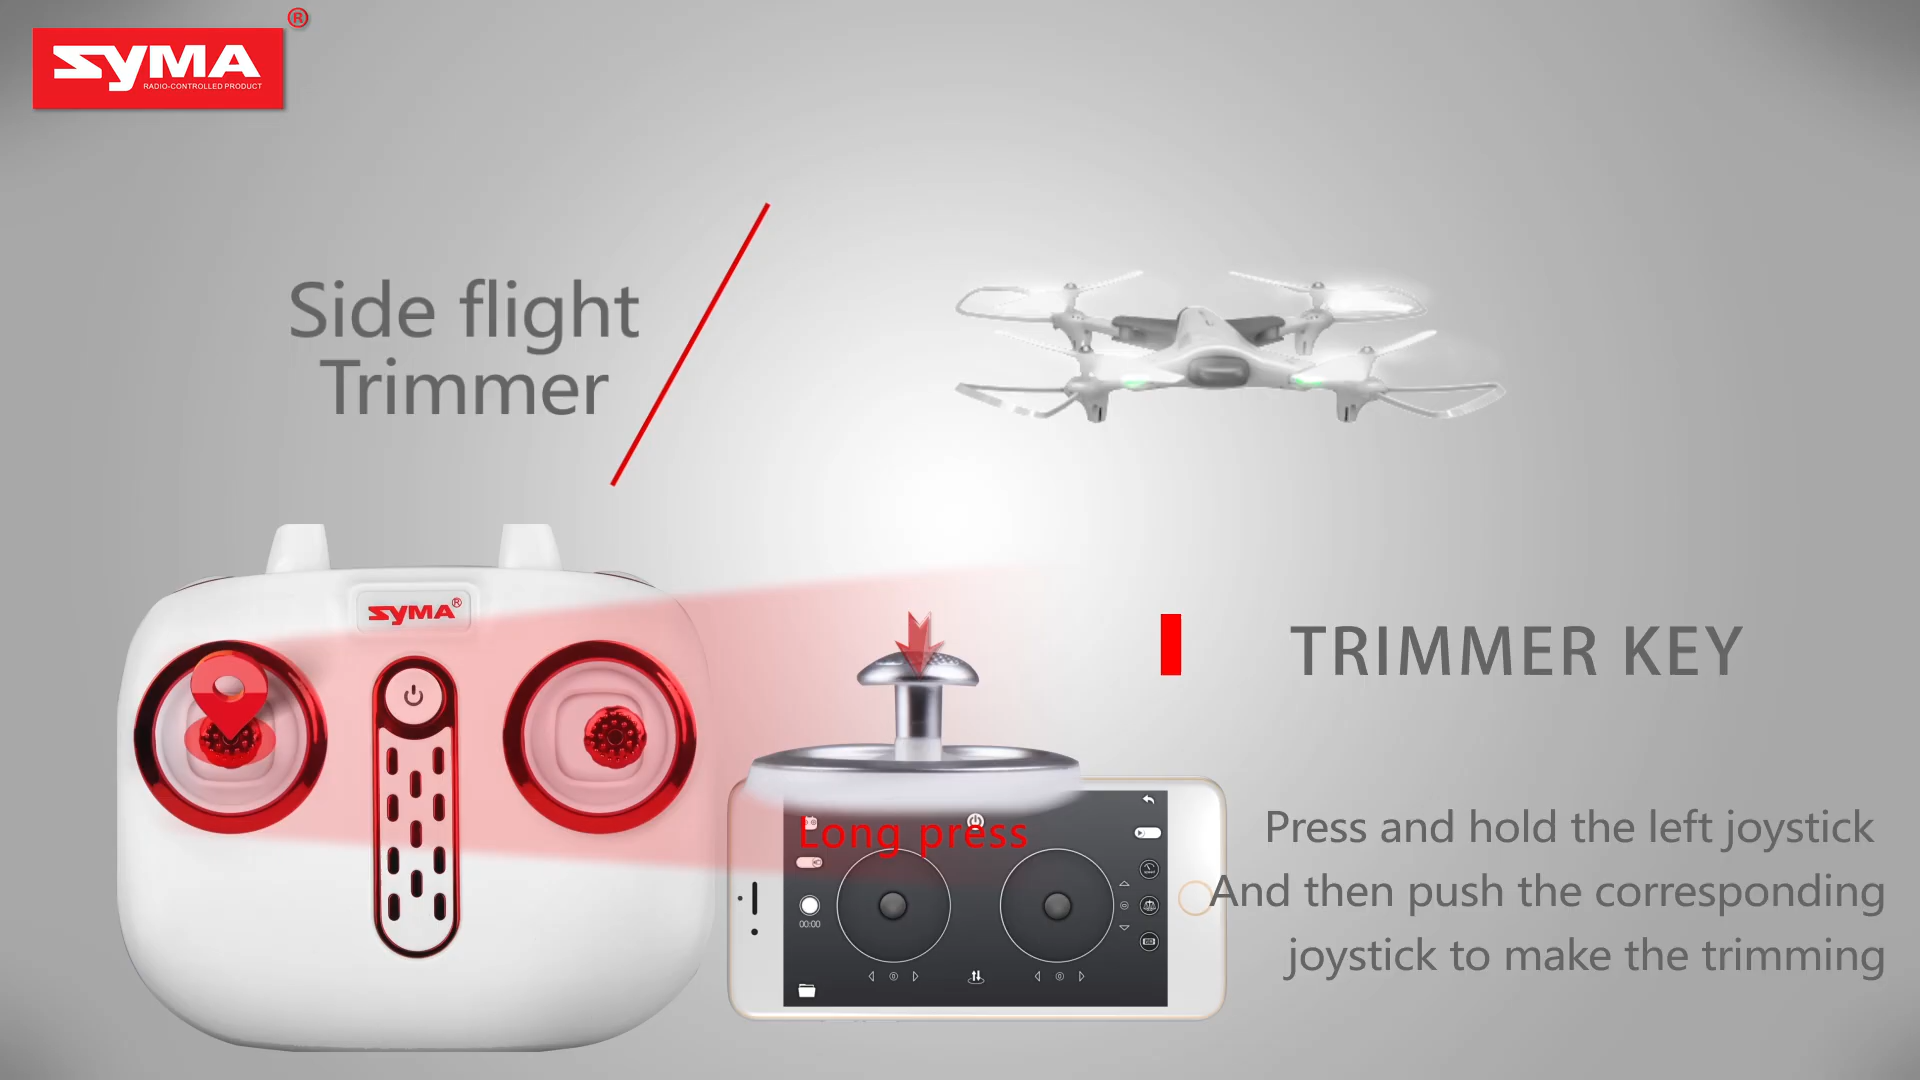 SYMA®
RADIO-CONTROLLED PRODUCT
Side flight
Trimmer
SYMA®
TRIMMER KEY
Long press
00:00
Press and hold the left joystick
And then push the corresponding
joystick to make the trimming